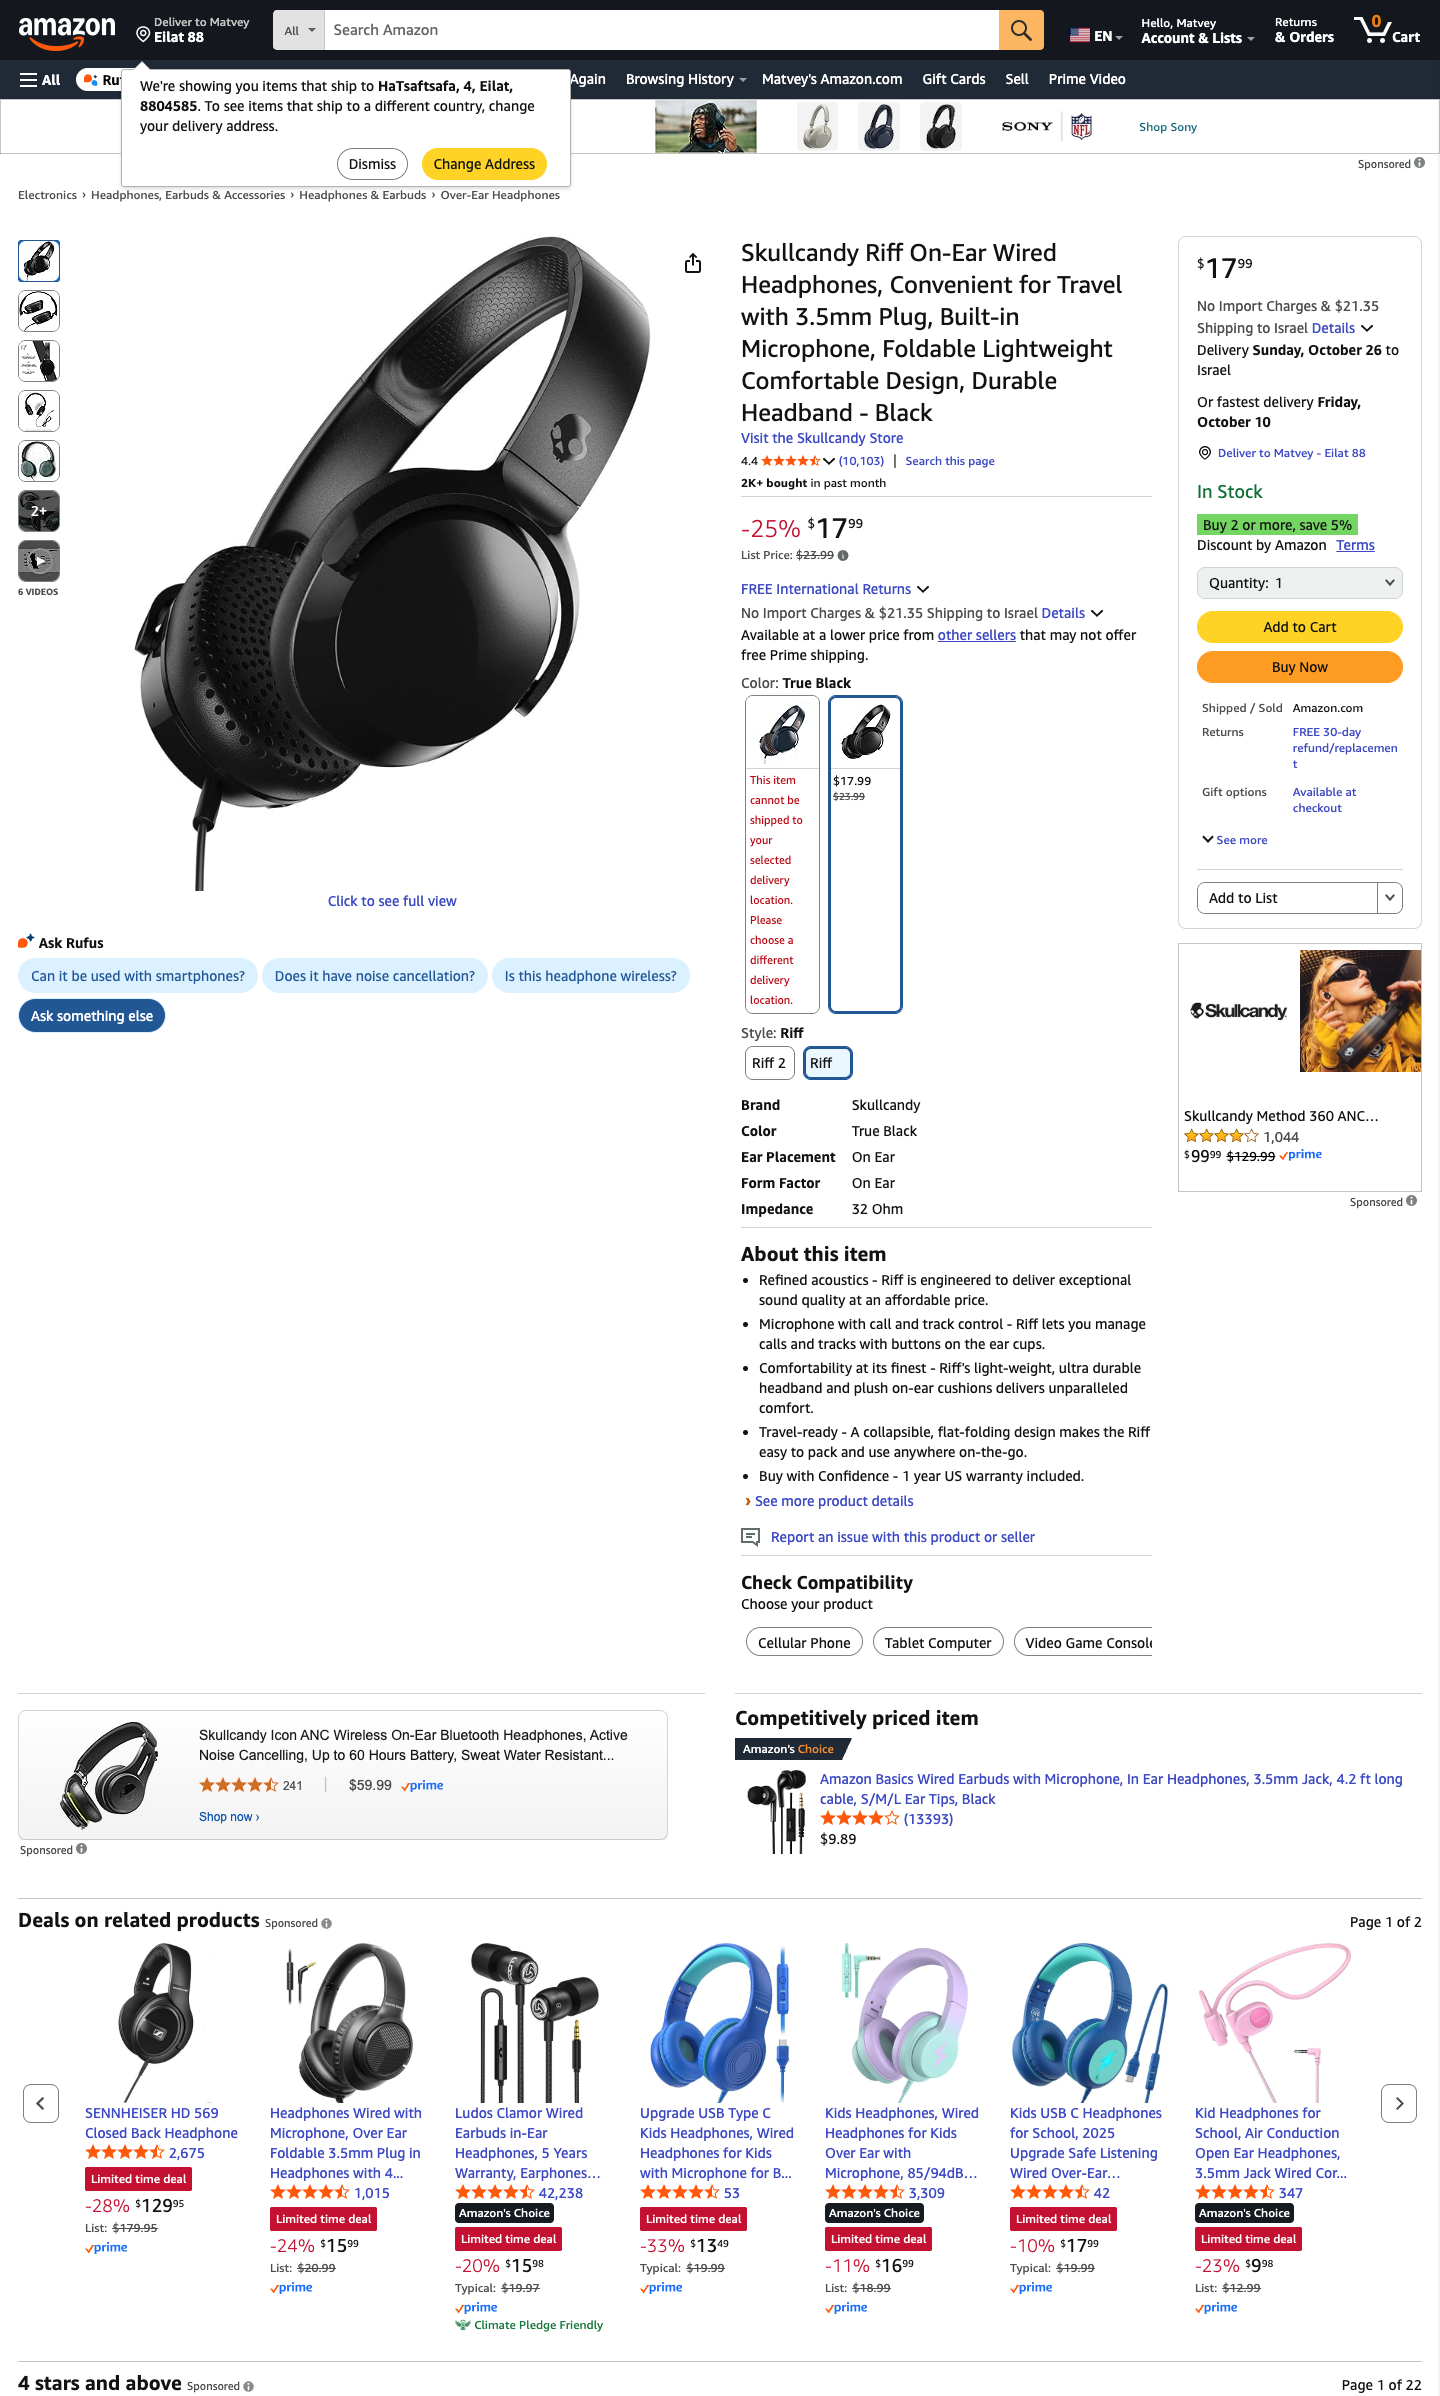 amazon
Deliver to Matvey
Eilat 88
All
Search Amazon
EN
Hello, Matvey
Account & Lists
Returns
& Orders
0
Cart
All
Ru
Again
Browsing History
Matvey's Amazon.com
Gift Cards
Sell
Prime Video
We're showing you items that ship to HaTsaftsafa, 4, Eilat,
8804585. To see items that ship to a different country, change
your delivery address.
Dismiss
Change Address
SONY
NFL
Shop Sony
Sponsored
Electronics › Headphones, Earbuds & Accessories › Headphones & Earbuds › Over-Ear Headphones
2+
6 VIDEOS
Click to see full view
Ask Rufus
Can it be used with smartphones?
Does it have noise cancellation?
Is this headphone wireless?
Ask something else
Skullcandy Riff On-Ear Wired
Headphones, Convenient for Travel
with 3.5mm Plug, Built-in
Microphone, Foldable Lightweight
Comfortable Design, Durable
Headband - Black
Visit the Skullcandy Store
4.4 (10,103) | Search this page
2K+ bought in past month
-25% $17 99
List Price: $23.99
FREE International Returns
No Import Charges & $21.35 Shipping to Israel Details
Available at a lower price from other sellers that may not offer
free Prime shipping.
Color: True Black
This item
cannot be
shipped to
your
selected
delivery
location.
Please
choose a
different
delivery
location.
$17.99
$23.99
Style: Riff
Riff 2
Riff
Brand Skullcandy
Color True Black
Ear Placement On Ear
Form Factor On Ear
Impedance 32 Ohm
About this item
• Refined acoustics - Riff is engineered to deliver exceptional
sound quality at an affordable price.
• Microphone with call and track control - Riff lets you manage
calls and tracks with buttons on the ear cups.
• Comfortability at its finest - Riff's light-weight, ultra durable
headband and plush on-ear cushions delivers unparalleled
comfort.
• Travel-ready - A collapsible, flat-folding design makes the Riff
easy to pack and use anywhere on-the-go.
• Buy with Confidence - 1 year US warranty included.
› See more product details
Report an issue with this product or seller
Check Compatibility
Choose your product
Cellular Phone
Tablet Computer
Video Game Console
$17 99
No Import Charges & $21.35
Shipping to Israel Details
Delivery Sunday, October 26 to
Israel
Or fastest delivery Friday,
October 10
Deliver to Matvey - Eilat 88
In Stock
Buy 2 or more, save 5%
Discount by Amazon Terms
Quantity: 1
Add to Cart
Buy Now
Shipped / Sold Amazon.com
Returns FREE 30-day
refund/replacemen
t
Gift options Available at
checkout
See more
Add to List
Skullcandy
Skullcandy Method 360 ANC...
1,044
$99 99 $129.99 prime
Sponsored
Skullcandy Icon ANC Wireless On-Ear Bluetooth Headphones, Active
Noise Cancelling, Up to 60 Hours Battery, Sweat Water Resistant...
241 | $59.99 prime
Shop now ›
Sponsored
Competitively priced item
Amazon's Choice
Amazon Basics Wired Earbuds with Microphone, In Ear Headphones, 3.5mm Jack, 4.2 ft long
cable, S/M/L Ear Tips, Black
(13393)
$9.89
Deals on related products Sponsored
Page 1 of 2
SENNHEISER HD 569
Closed Back Headphone
2,675
Limited time deal
-28% $129 95
List: $179.95
prime
Headphones Wired with
Microphone, Over Ear
Foldable 3.5mm Plug in
Headphones with 4...
1,015
Limited time deal
-24% $15 99
List: $20.99
prime
Ludos Clamor Wired
Earbuds in-Ear
Headphones, 5 Years
Warranty, Earphones...
42,238
Amazon's Choice
Limited time deal
-20% $15 98
Typical: $19.97
prime
Climate Pledge Friendly
Upgrade USB Type C
Kids Headphones, Wired
Headphones for Kids
with Microphone for B...
53
Limited time deal
-33% $13 49
Typical: $19.99
prime
Kids Headphones, Wired
Headphones for Kids
Over Ear with
Microphone, 85/94dB...
3,309
Amazon's Choice
Limited time deal
-11% $16 99
List: $18.99
prime
Kids USB C Headphones
for School, 2025
Upgrade Safe Listening
Wired Over-Ear...
42
Limited time deal
-10% $17 99
Typical: $19.99
prime
Kid Headphones for
School, Air Conduction
Open Ear Headphones,
3.5mm Jack Wired Cor...
347
Amazon's Choice
Limited time deal
-23% $9 98
List: $12.99
prime
4 stars and above Sponsored
Page 1 of 22